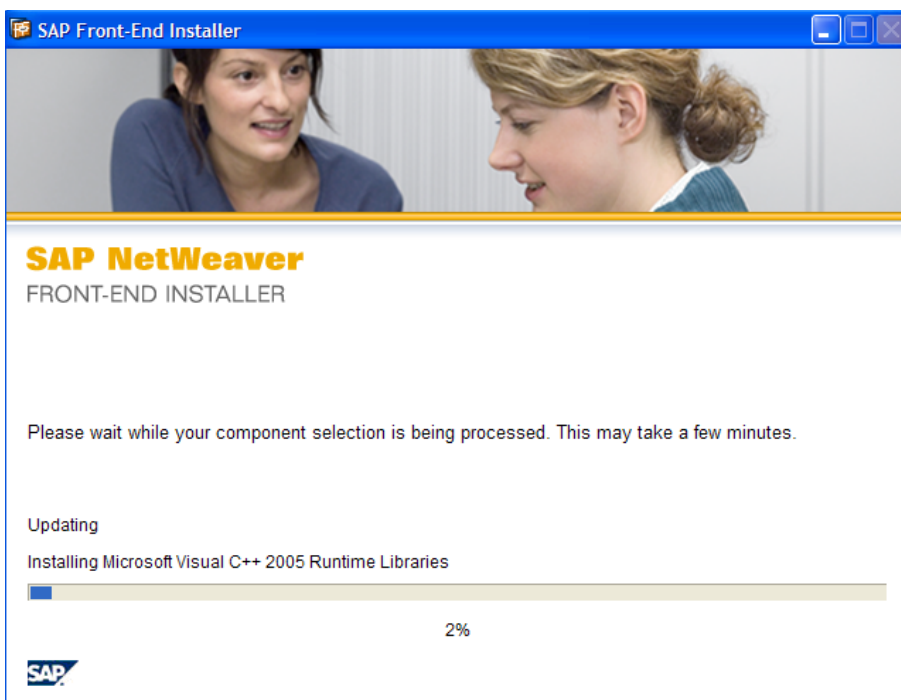 SAP Front-End Installer
SAP NetWeaver
FRONT-END INSTALLER
Please wait while your component selection is being processed. This may take a few minutes.
Updating
Installing Microsoft Visual C++ 2005 Runtime Libraries
2%
SAP